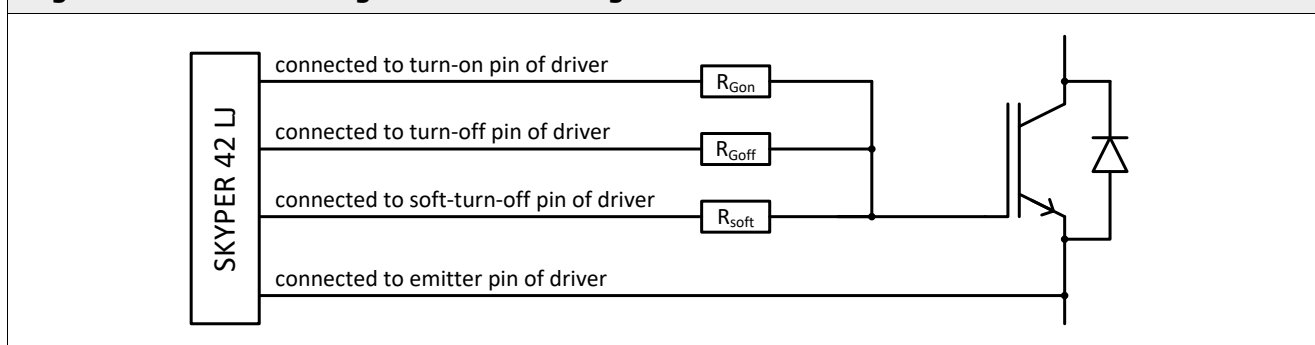 connected to turn-on pin of driver
R_Gon
connected to turn-off pin of driver
R_Goff
connected to soft-turn-off pin of driver
R_soft
connected to emitter pin of driver
SKYPER 42 LJ